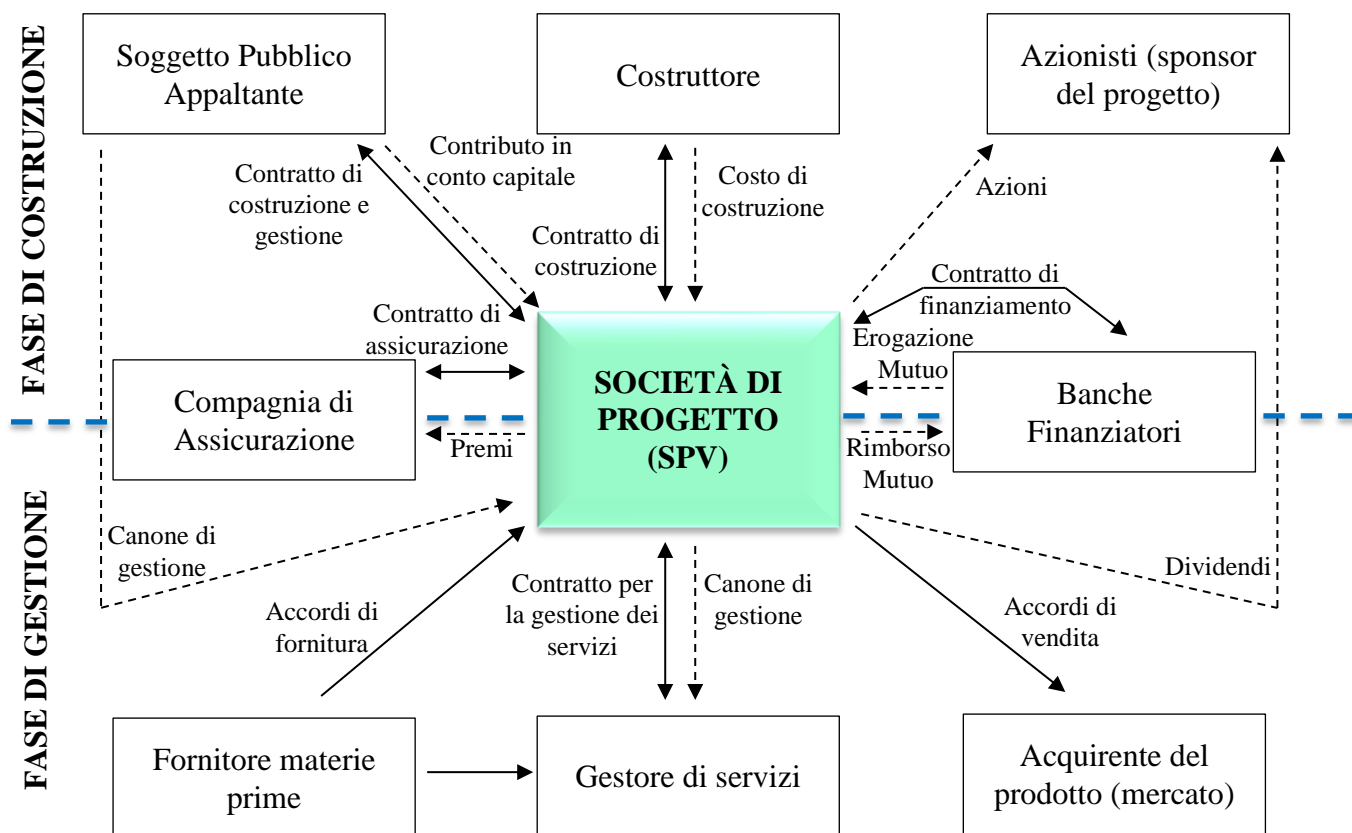 FASE DI COSTRUZIONE
Soggetto Pubblico
Appaltante
Costruttore
Azionisti (sponsor
del progetto)
Contributo in
conto capitale
Contratto di
costruzione e
gestione
Costo di
costruzione
Contratto di
costruzione
Azioni
Contratto di
finanziamento
Contratto di
assicurazione
Erogazione
Mutuo
Compagnia di
Assicurazione
SOCIETÀ DI
PROGETTO
(SPV)
Banche
Finanziatori
Premi
Rimborso
Mutuo
FASE DI GESTIONE
Canone di
gestione
Accordi di
fornitura
Contratto per
la gestione dei
servizi
Canone di
gestione
Dividendi
Accordi di
vendita
Fornitore materie
prime
Gestore di servizi
Acquirente del
prodotto (mercato)